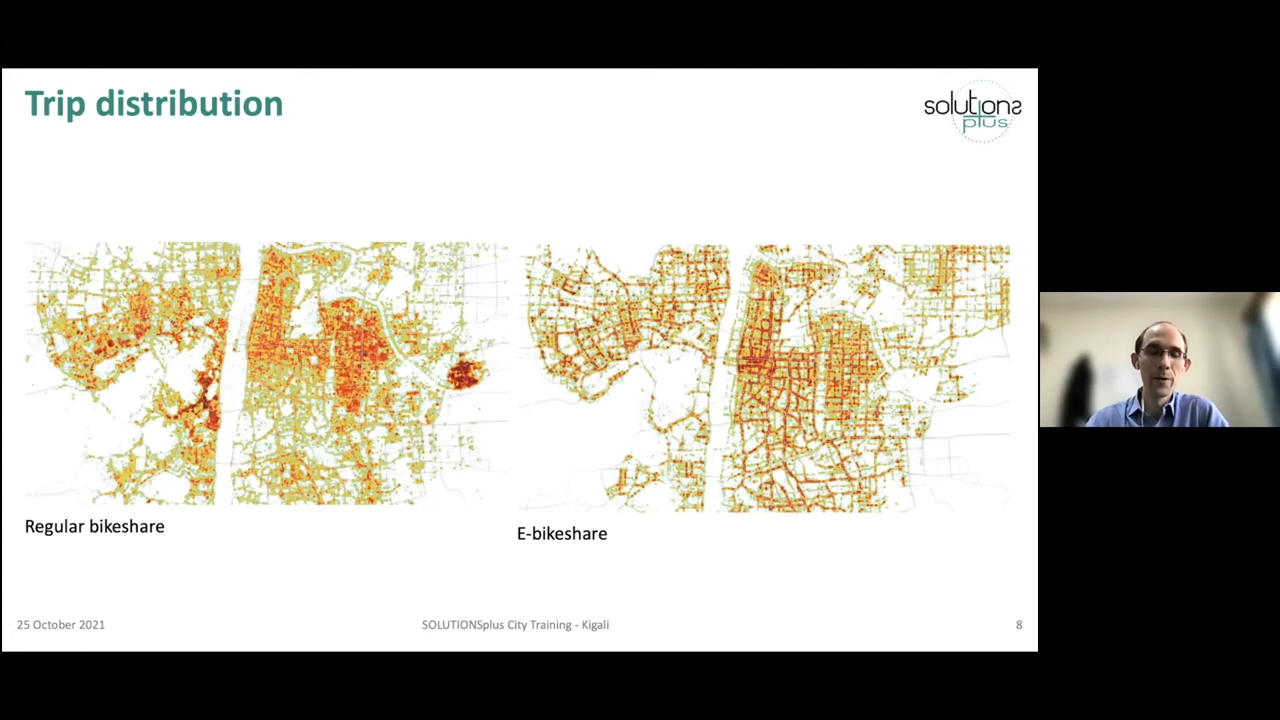 Trip distribution
solutions
plus
Regular bikeshare
E-bikeshare
25 October 2021
SOLUTIONSplus City Training - Kigali
8